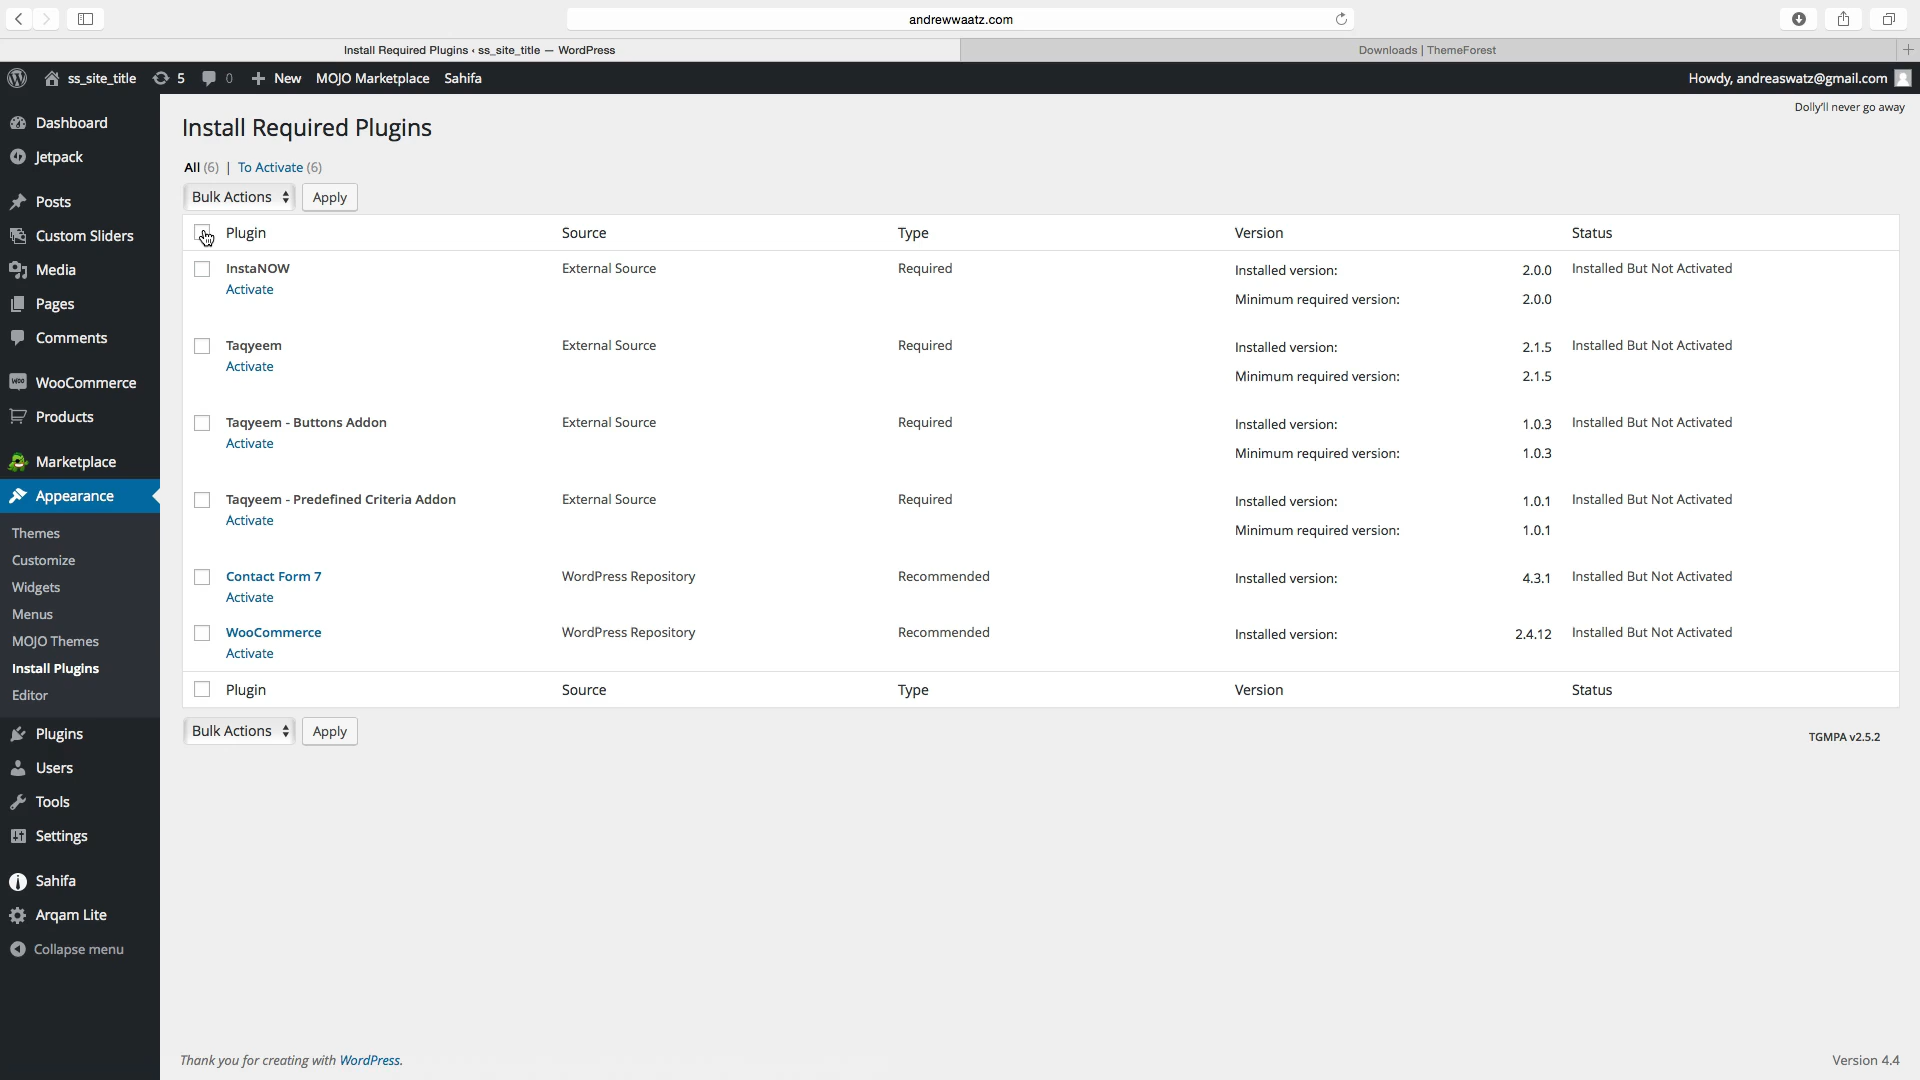 andrewwaatz.com
Install Required Plugins ‹ ss_site_title — WordPress
Downloads | ThemeForest
ss_site_title 5 0 New MOJO Marketplace Sahifa
Howdy, andreaswatz@gmail.com
Dashboard
Jetpack
Posts
Custom Sliders
Media
Pages
Comments
WooCommerce
Products
Marketplace
Appearance
Themes
Customize
Widgets
Menus
MOJO Themes
Install Plugins
Editor
Plugins
Users
Tools
Settings
Sahifa
Arqam Lite
Collapse menu
Dolly'll never go away
Install Required Plugins
All (6) | To Activate (6)
Bulk Actions Apply
Plugin Source Type Version Status
InstaNOW External Source Required Installed version: 2.0.0 Installed But Not Activated
Activate
Minimum required version: 2.0.0
Taqyeem External Source Required Installed version: 2.1.5 Installed But Not Activated
Activate
Minimum required version: 2.1.5
Taqyeem - Buttons Addon External Source Required Installed version: 1.0.3 Installed But Not Activated
Activate
Minimum required version: 1.0.3
Taqyeem - Predefined Criteria Addon External Source Required Installed version: 1.0.1 Installed But Not Activated
Activate
Minimum required version: 1.0.1
Contact Form 7 WordPress Repository Recommended Installed version: 4.3.1 Installed But Not Activated
Activate
WooCommerce WordPress Repository Recommended Installed version: 2.4.12 Installed But Not Activated
Activate
Plugin Source Type Version Status
Bulk Actions Apply
TGMPA v2.5.2
Thank you for creating with WordPress.
Version 4.4